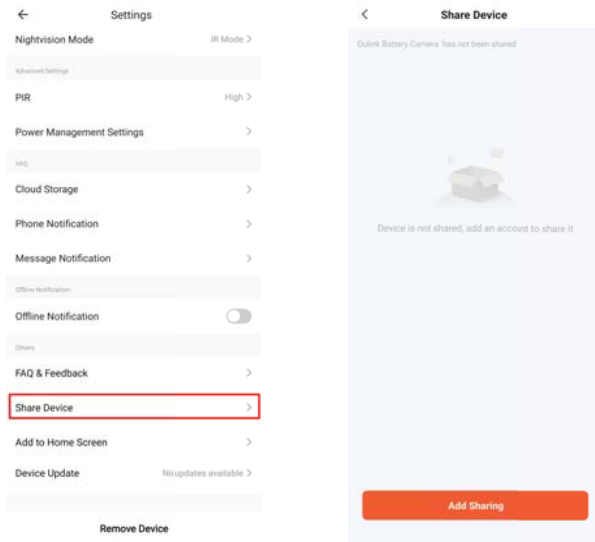 Settings
Nightvision Mode IR Mode >
Advanced Settings
PIR High >
Power Management Settings >
Cloud Storage >
Phone Notification >
Message Notification >
Offline Notification
Offline Notification
Others
FAQ & Feedback >
Share Device >
Add to Home Screen >
Device Update No updates available >
Remove Device
Share Device
Battery Camera has not been shared
Device is not shared, add an account to share it
Add Sharing